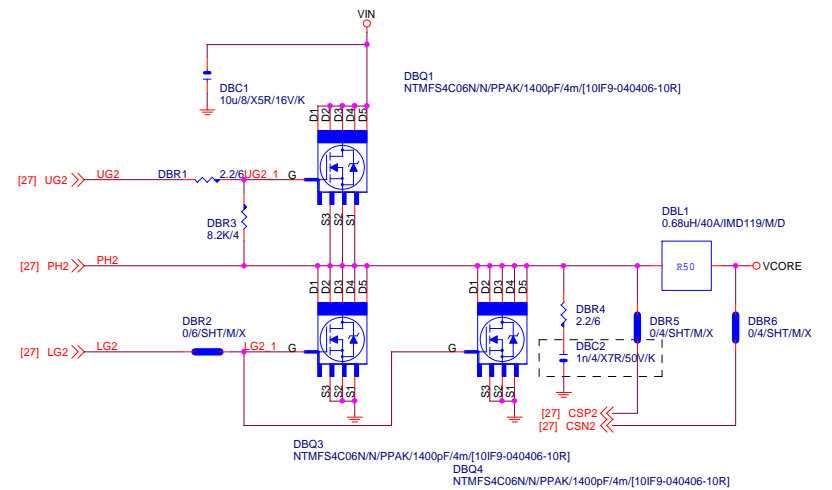 VIN
DBC1
10u/8/X5R/16V/K
DBQ1
NTMFS4C06N/N/PPAK/1400pF/4m/[10IF9-040406-10R]
D1 D2 D3 D4 D5
[27] UG2 UG2 DBR1 2.2/6 UG2_1 G
S3 S2 S1
DBR3
8.2K/4
DBL1
0.68uH/40A/IMD119/M/D
[27] PH2 PH2 R50 VCORE
D1 D2 D3 D4 D5 D1 D2 D3 D4 D5
DBR4
2.2/6
DBR2
0/6/SHT/M/X
DBR5
0/4/SHT/M/X
DBR6
0/4/SHT/M/X
[27] LG2 LG2 LG2_1 G G
DBC2
1n/4/X7R/50V/K
S3 S2 S1 S3 S2 S1
[27] CSP2
[27] CSN2
DBQ3
NTMFS4C06N/N/PPAK/1400pF/4m/[10IF9-040406-10R]
DBQ4
NTMFS4C06N/N/PPAK/1400pF/4m/[10IF9-040406-10R]